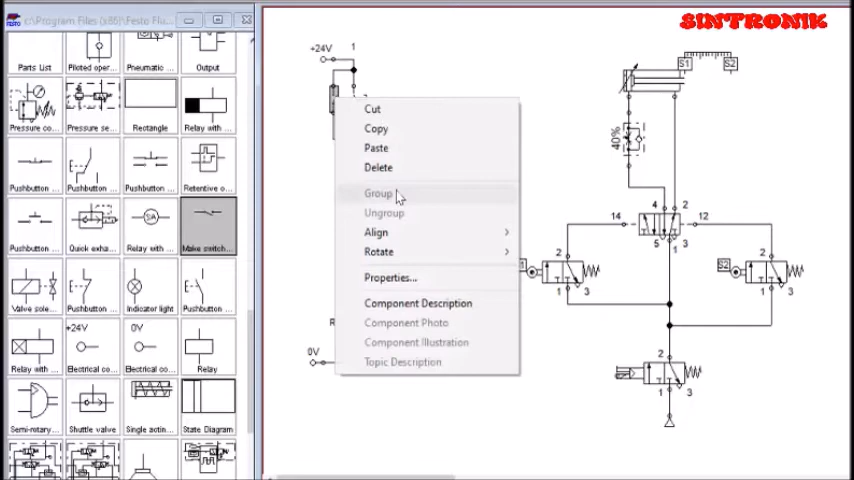 c:\Program Files (x86)\Festo Flu...
SINTRONIK
Parts List
Piloted oper...
Pneumatic ...
Output
Pressure co...
Pressure se...
Rectangle
Relay with ...
Pushbutton ...
Pushbutton ...
Pushbutton ...
Retentive o...
Pushbutton ...
Quick exha...
Relay with ...
Make switch...
Valve sole...
Pushbutton ...
Indicator light
Pushbutton ...
+24V
0V
Relay with ...
Electrical co...
Electrical co...
Relay
Semi-rotary...
Shuttle valve
Single actin...
State Diagram
+24V
1
Cut
Copy
Paste
Delete
Group
Ungroup
Align
Rotate
Properties...
Component Description
Component Photo
Component Illustration
Topic Description
0V
S1
S2
40%
4
2
14
12
5
1
3
2
1
3
S2
2
1
3
2
1
3